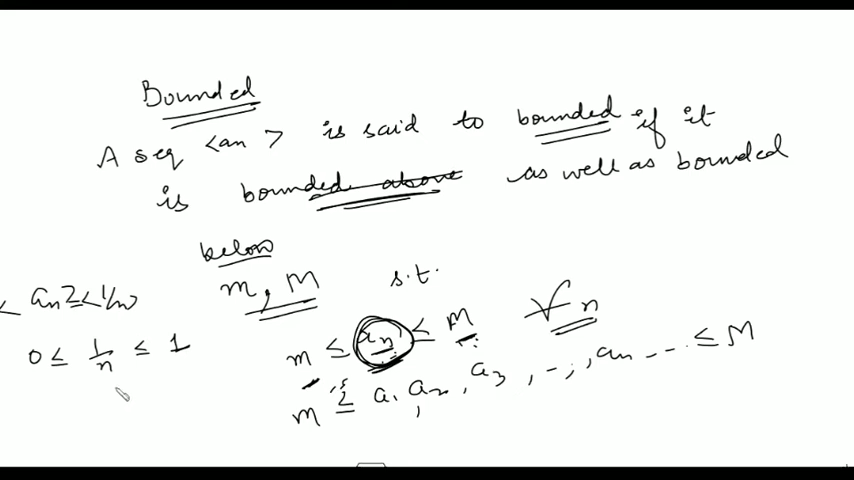 Bounded
A seq <an> is said to bounded if it
is bounded above as well as bounded
below
m, M s.t.
< an> = <1/n>
m ≤ an ≤ M ∀ n
0 ≤ 1/n ≤ 1
m ≤ a1, a2, a3, -, -, an - - - ≤ M